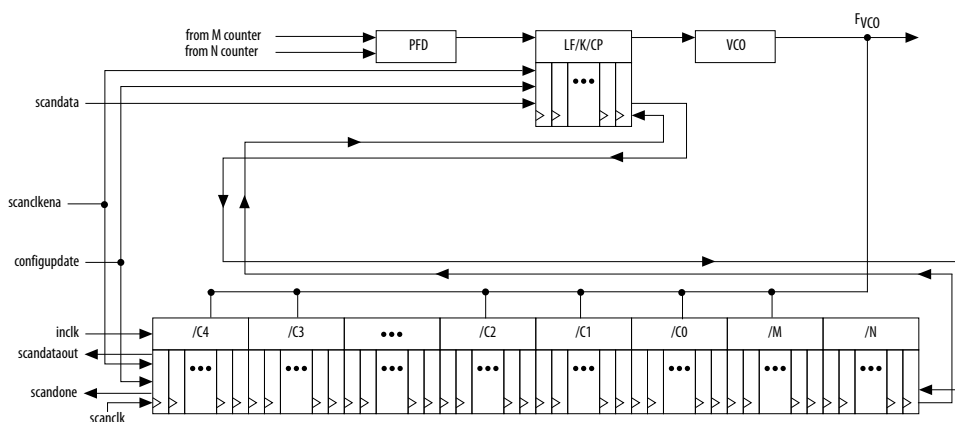 from M counter
from N counter
PFD
LF/K/CP
VCO
FVCO
•••
scandata
scanclkena
configupdate
inclk
/C4
/C3
•••
/C2
/C1
/C0
/M
/N
scandataout
••• ••• ••• ••• ••• ••• ••• •••
scandone
scanclk